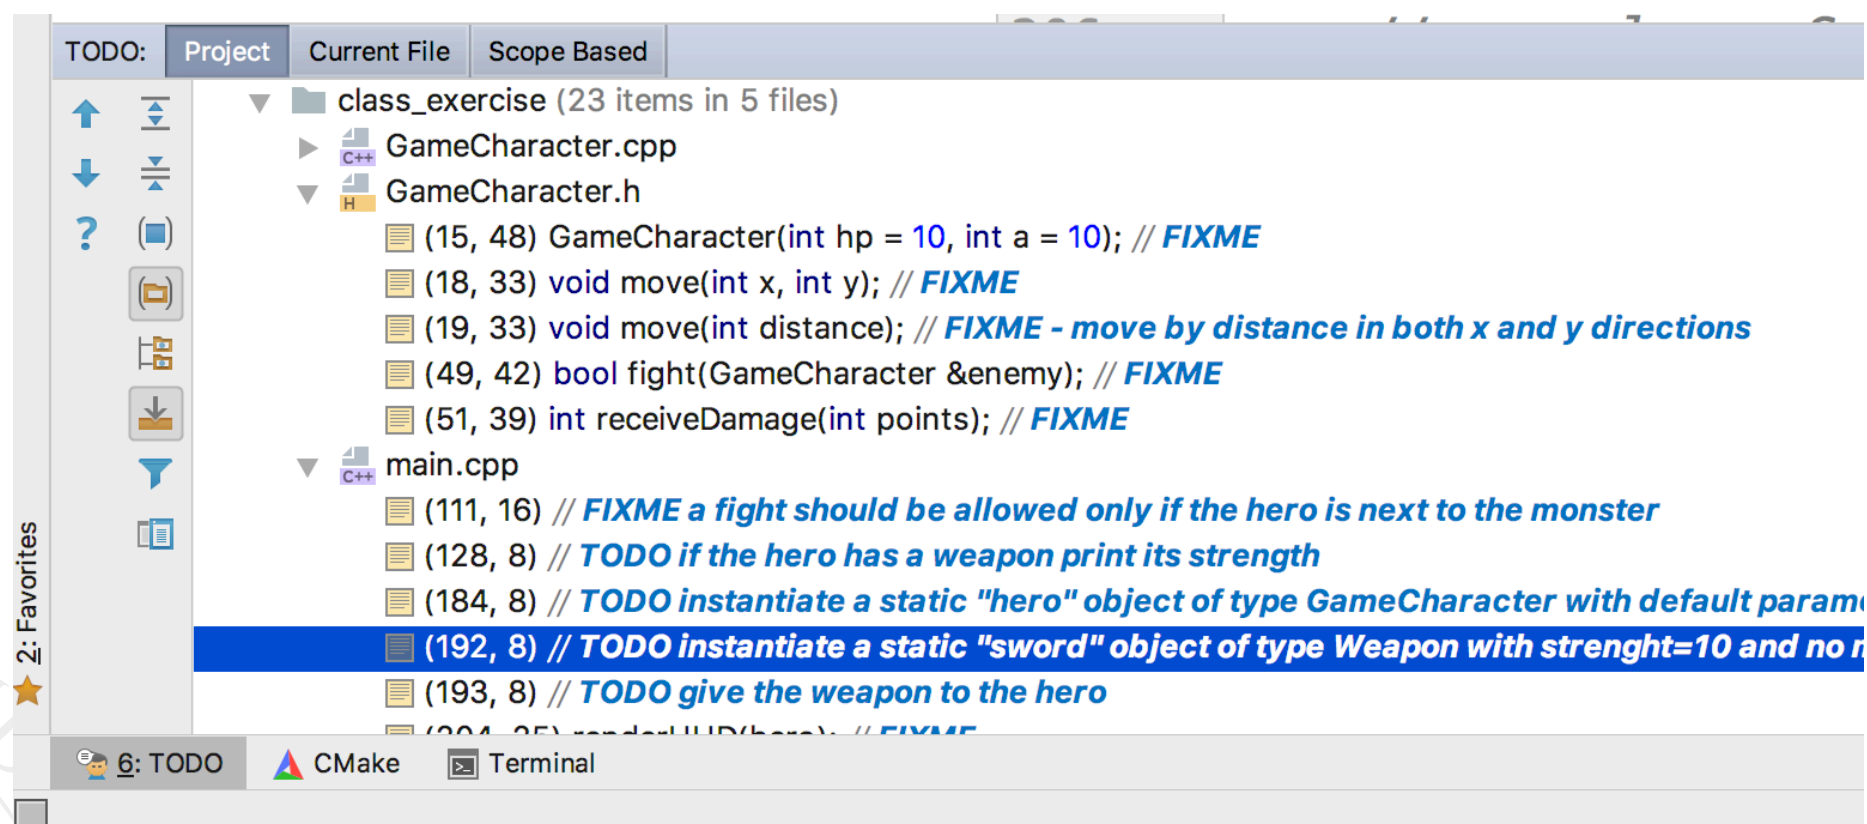 TODO: Project Current File Scope Based
class_exercise (23 items in 5 files)
C++ GameCharacter.cpp
H GameCharacter.h
(15, 48) GameCharacter(int hp = 10, int a = 10); // FIXME
(18, 33) void move(int x, int y); // FIXME
(19, 33) void move(int distance); // FIXME - move by distance in both x and y directions
(49, 42) bool fight(GameCharacter &enemy); // FIXME
(51, 39) int receiveDamage(int points); // FIXME
C++ main.cpp
(111, 16) // FIXME a fight should be allowed only if the hero is next to the monster
(128, 8) // TODO if the hero has a weapon print its strength
(184, 8) // TODO instantiate a static "hero" object of type GameCharacter with default
(192, 8) // TODO instantiate a static "sword" object of type Weapon with strenght=10 and no
(193, 8) // TODO give the weapon to the hero
(204, 25) renderHUD(hero); // FIXME
2: Favorites
6: TODO CMake Terminal